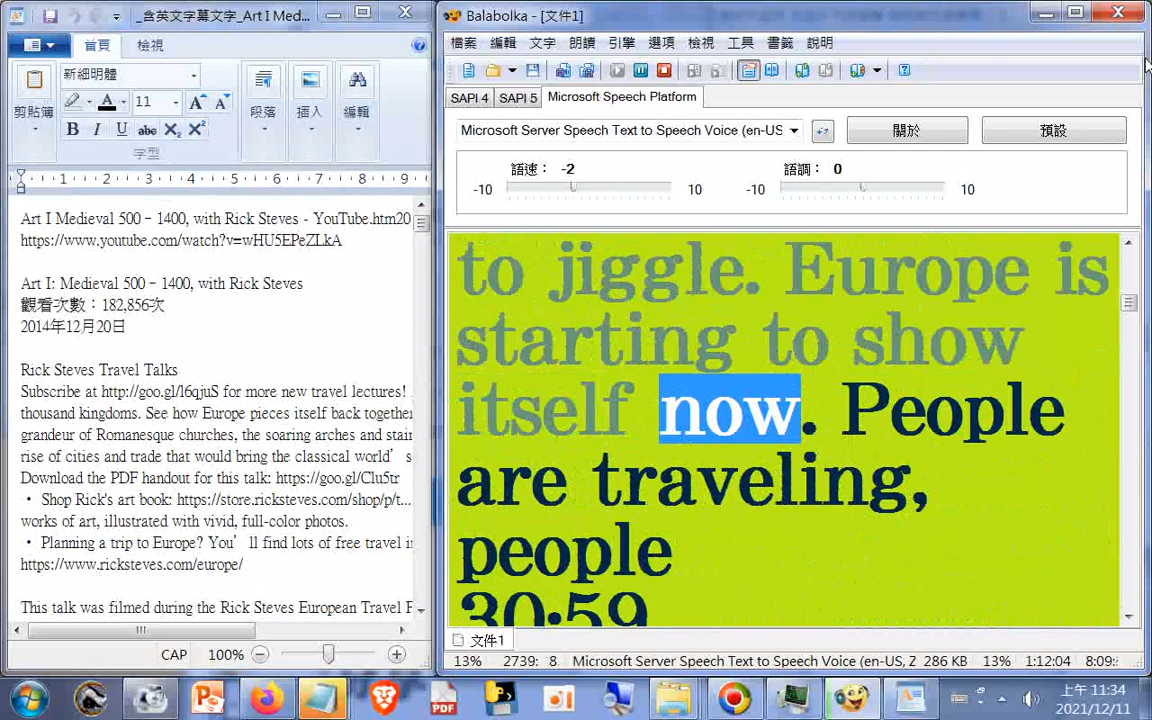 _含英文字幕文字_Art I Med...
首頁
檢視
剪貼簿
新細明體
11
B I U abc X₂ X²
字型
段落
插入
編輯
1 2 3 4 5 6 7 8 9
Art I Medieval 500–1400, with Rick Steves - YouTube.htm20
https://www.youtube.com/watch?v=wHU5EPeZLkA
Art I: Medieval 500–1400, with Rick Steves
觀看次數：182,856次
2014年12月20日
Rick Steves Travel Talks
Subscribe at http://goo.gl/l6qjuS for more new travel lectures!
thousand kingdoms. See how Europe pieces itself back together
grandeur of Romanesque churches, the soaring arches and stain
rise of cities and trade that would bring the classical world’s
Download the PDF handout for this talk: https://goo.gl/Clu5tr
• Shop Rick's art book: https://store.ricksteves.com/shop/p/t...
works of art, illustrated with vivid, full-color photos.
• Planning a trip to Europe? You’ll find lots of free travel i
https://www.ricksteves.com/europe/
This talk was filmed during the Rick Steves European Travel F
CAP 100%
Balabolka - [文件1]
檔案 編輯 文字 朗讀 引擎 選項 檢視 工具 書籤 說明
SAPI 4 SAPI 5 Microsoft Speech Platform
Microsoft Server Speech Text to Speech Voice (en-US
關於
預設
語速： -2
-10 10
語調： 0
-10 10
to jiggle. Europe is
starting to show
itself now. People
are traveling,
people
30:59
文件1
13% 2739: 8 Microsoft Server Speech Text to Speech Voice (en-US, Z 286 KB 13% 1:12:04 8:09:
PDF
上午 11:34
2021/12/11